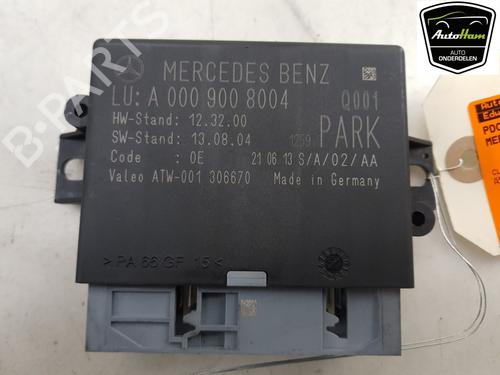 MERCEDES BENZ
LU: A 000 900 8004 Q001
HW-Stand: 12.32.00
SW-Stand: 13.08.04 1259 PARK
Code : 0E 21 06 13 S/A/02/AA
Valeo ATW-001 306670 Made in Germany
>PA 66 GF 15<
B-PARTS
AutoHam
AUTO
ONDERDELEN
PDC